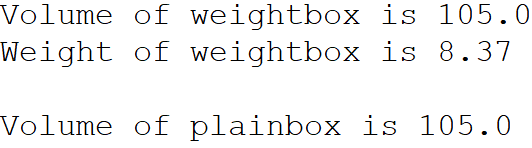 Volume of weightbox is 105.0
Weight of weightbox is 8.37
Volume of plainbox is 105.0